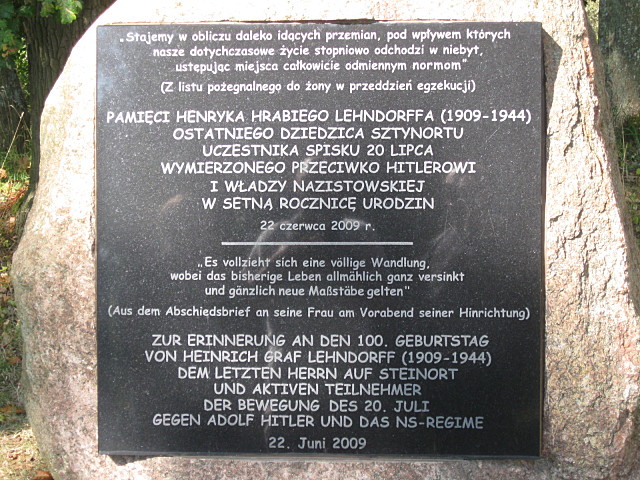 „Stajemy w obliczu daleko idących przemian, pod wpływem których
nasze dotychczasowe życie stopniowo odchodzi w niebyt,
ustępując miejsca całkowicie odmiennym normom"
(Z listu pożegnalnego do żony w przeddzień egzekucji)
PAMIĘCI HENRYKA HRABIEGO LEHNDORFFA (1909-1944)
OSTATNIEGO DZIEDZICA SZTYNORTU
UCZESTNIKA SPISKU 20 LIPCA
WYMIERZONEGO PRZECIWKO HITLEROWI
I WŁADZY NAZISTOWSKIEJ
W SETNĄ ROCZNICĘ URODZIN
22 czerwca 2009 r.
„Es vollzieht sich eine völlige Wandlung,
wobei das bisherige Leben allmählich ganz versinkt
und gänzlich neue Maßstäbe gelten"
(Aus dem Abschiedsbrief an seine Frau am Vorabend seiner Hinrichtung)
ZUR ERINNERUNG AN DEN 100. GEBURTSTAG
VON HEINRICH GRAF LEHNDORFF (1909-1944)
DEM LETZTEN HERRN AUF STEINORT
UND AKTIVEN TEILNEHMER
DER BEWEGUNG DES 20. JULI
GEGEN ADOLF HITLER UND DAS NS-REGIME
22. Juni 2009